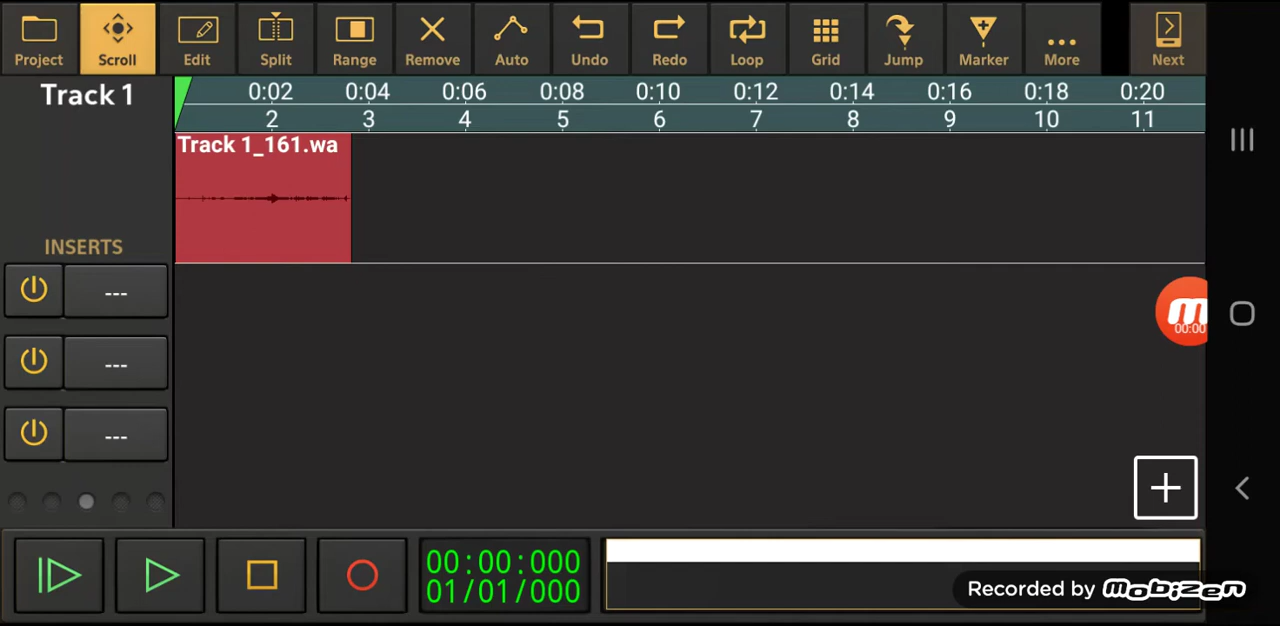 Project Scroll Edit Split Range Remove Auto Undo Redo Loop Grid Jump Marker More Next
Track 1
0:02 0:04 0:06 0:08 0:10 0:12 0:14 0:16 0:18 0:20
2 3 4 5 6 7 8 9 10 11
Track 1_161.wa
INSERTS
---
00:00
---
---
00:00:000
01/01/000
Recorded by mobizen